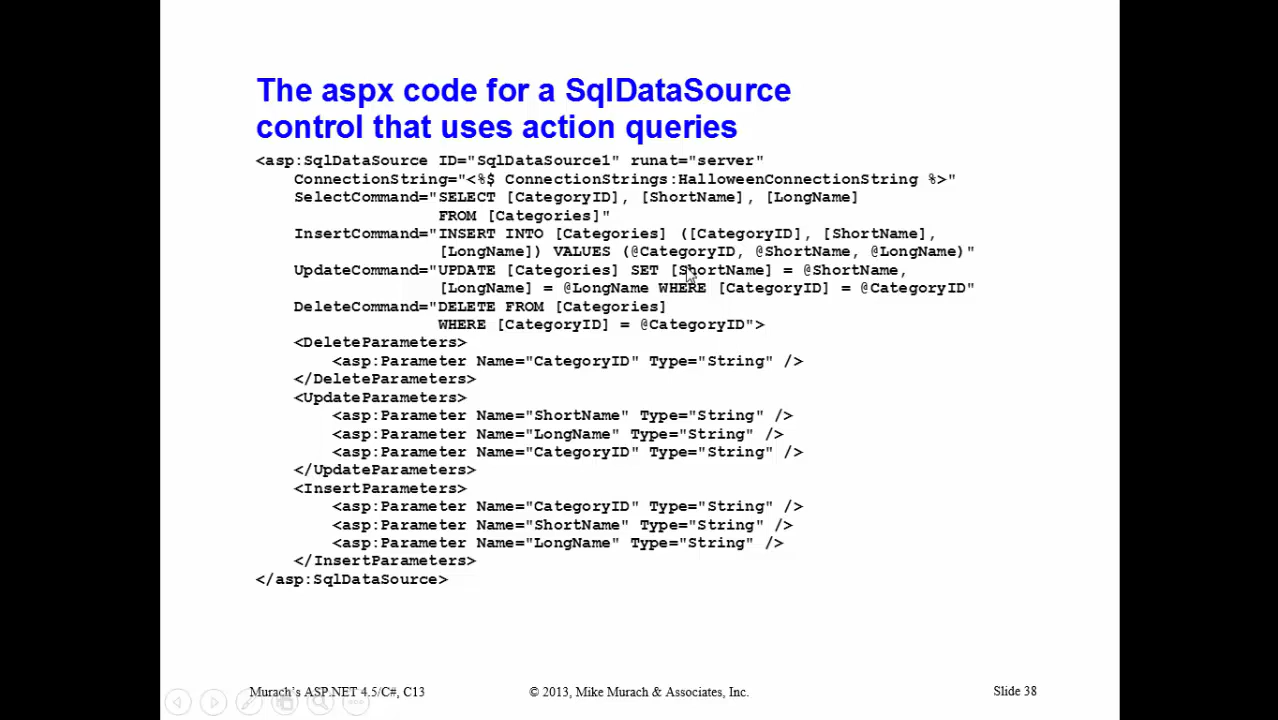 The aspx code for a SqlDataSource
control that uses action queries
<asp:SqlDataSource ID="SqlDataSource1" runat="server"
ConnectionString="<%$ ConnectionStrings:HalloweenConnectionString %>"
SelectCommand="SELECT [CategoryID], [ShortName], [LongName]
FROM [Categories]"
InsertCommand="INSERT INTO [Categories] ([CategoryID], [ShortName],
[LongName]) VALUES (@CategoryID, @ShortName, @LongName)"
UpdateCommand="UPDATE [Categories] SET [ShortName] = @ShortName,
[LongName] = @LongName WHERE [CategoryID] = @CategoryID"
DeleteCommand="DELETE FROM [Categories]
WHERE [CategoryID] = @CategoryID">
<DeleteParameters>
<asp:Parameter Name="CategoryID" Type="String" />
</DeleteParameters>
<UpdateParameters>
<asp:Parameter Name="ShortName" Type="String" />
<asp:Parameter Name="LongName" Type="String" />
<asp:Parameter Name="CategoryID" Type="String" />
</UpdateParameters>
<InsertParameters>
<asp:Parameter Name="CategoryID" Type="String" />
<asp:Parameter Name="ShortName" Type="String" />
<asp:Parameter Name="LongName" Type="String" />
</InsertParameters>
</asp:SqlDataSource>
Murach's ASP.NET 4.5/C#, C13
© 2013, Mike Murach & Associates, Inc.
Slide 38